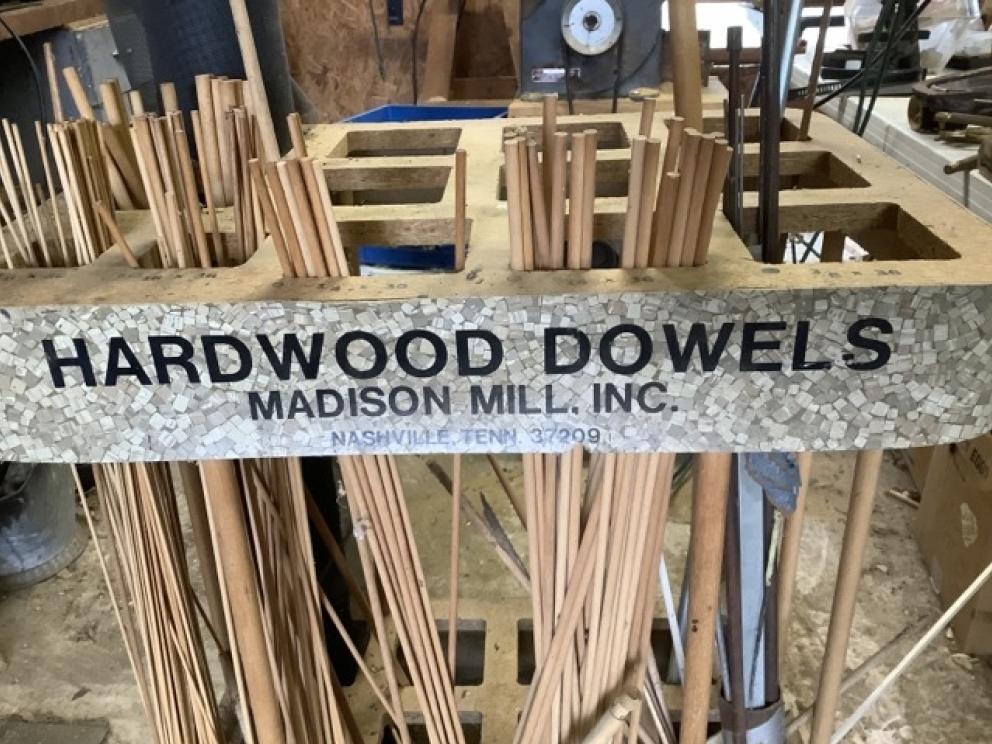 HARDWOOD DOWELS
MADISON MILL, INC.
NASHVILLE, TENN. 37209